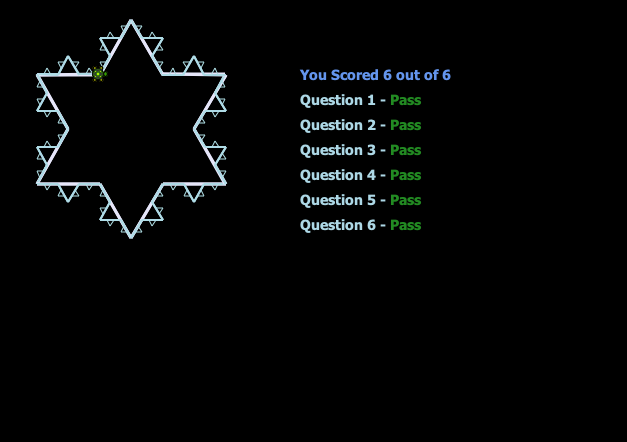 You Scored 6 out of 6
Question 1 - Pass
Question 2 - Pass
Question 3 - Pass
Question 4 - Pass
Question 5 - Pass
Question 6 - Pass